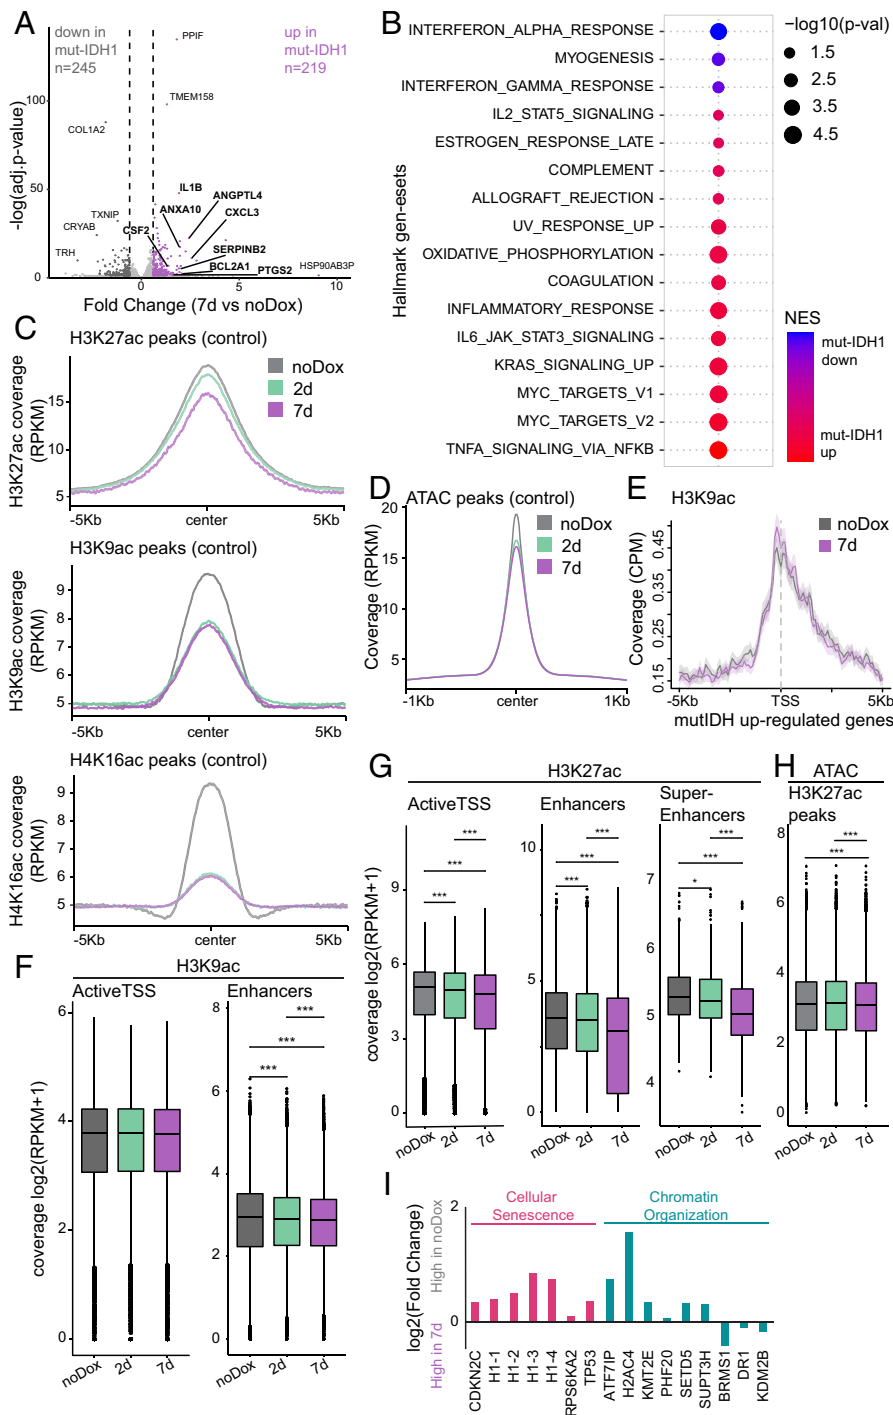 A
down in
mut-IDH1
n=245
up in
mut-IDH1
n=219
PPIF
TMEM158
COL1A2
IL1B
ANGPTL4
ANXA10
CXCL3
TXNIP
CRYAB
CSF2
SERPINB2
TRH
BCL2A1
PTGS2
HSP90AB3P
-log(adj.p-value)
100
50
0
0
5
10
Fold Change (7d vs noDox)
B
Hallmark gen-esets
INTERFERON_ALPHA_RESPONSE
MYOGENESIS
INTERFERON_GAMMA_RESPONSE
IL2_STAT5_SIGNALING
ESTROGEN_RESPONSE_LATE
COMPLEMENT
ALLOGRAFT_REJECTION
UV_RESPONSE_UP
OXIDATIVE_PHOSPHORYLATION
COAGULATION
INFLAMMATORY_RESPONSE
IL6_JAK_STAT3_SIGNALING
KRAS_SIGNALING_UP
MYC_TARGETS_V1
MYC_TARGETS_V2
TNFA_SIGNALING_VIA_NFKB
−log10(p-val)
1.5
2.5
3.5
4.5
NES
mut-IDH1
down
mut-IDH1
up
C
H3K27ac peaks (control)
noDox
2d
7d
H3K27ac coverage
(RPKM)
15
10
5
-5Kb
center
5Kb
H3K9ac peaks (control)
H3K9ac coverage
(RPKM)
9
8
7
6
5
-5Kb
center
5Kb
H4K16ac peaks (control)
H4K16ac coverage
(RPKM)
9
8
7
6
5
-5Kb
center
5Kb
D
ATAC peaks (control)
noDox
2d
7d
Coverage (RPKM)
20
15
10
5
-1Kb
center
1Kb
E
H3K9ac
noDox
7d
Coverage (CPM)
0.45
0.35
0.25
0.15
-5Kb
TSS
5Kb
mutIDH up-regulated genes
F
H3K9ac
ActiveTSS
Enhancers
coverage log2(RPKM+1)
6
4
2
0
noDox
2d
7d
8
6
4
2
0
***
***
***
noDox
2d
7d
G
H3K27ac
ActiveTSS
Enhancers
Super-
Enhancers
coverage log2(RPKM+1)
9
6
3
0
***
***
***
noDox
2d
7d
10
5
0
***
***
***
noDox
2d
7d
7
6
5
4
***
***
*
noDox
2d
7d
H
ATAC
H3K27ac
peaks
8
6
4
2
0
***
***
noDox
2d
7d
I
Cellular
Senescence
Chromatin
Organization
log2(Fold Change)
High in noDox
High in 7d
2
0
CDKN2C
H1-1
H1-2
H1-3
H1-4
RPS6KA2
TP53
ATF7IP
H2AC4
KMT2E
PHF20
SETD5
SUPT3H
BRMS1
DR1
KDM2B